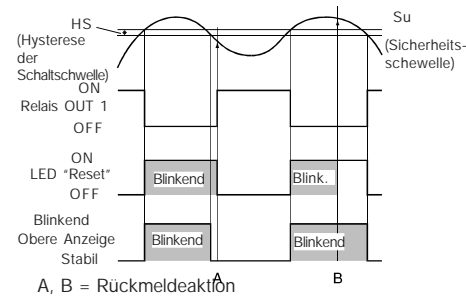 HS
Su
(Hysterese
der
Schaltschwelle)
(Sicherheits-
schewelle)
ON
Relais OUT 1
OFF
ON
LED "Reset"
OFF
Blinkend
Blink.
Blinkend
Obere Anzeige
Stabil
Blinkend
Blinkend
A
B
A, B = Rückmeldeaktion
A
B